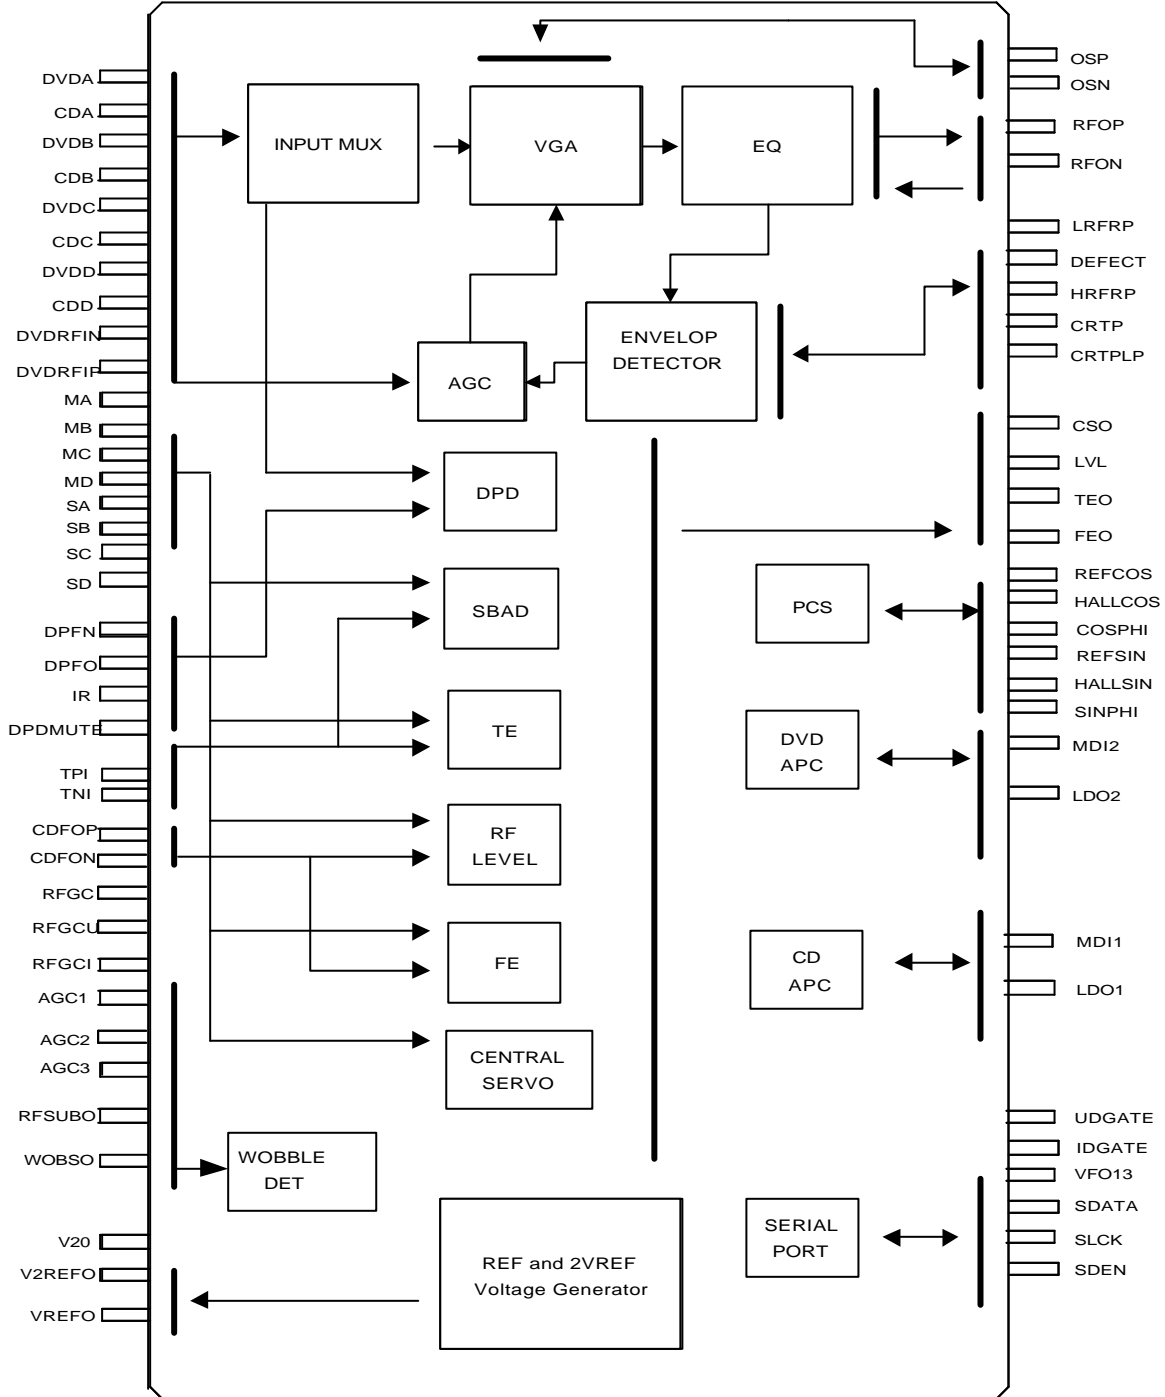 DVDA
CDA
DVDB
CDB
DVDC
CDC
DVDD
CDD
DVDRFIN
DVDRFIP
MA
MB
MC
MD
SA
SB
SC
SD
DPFN
DPFO
IR
DPDMUTE
TPI
TNI
CDFOP
CDFON
RFGC
RFGCU
RFGCI
AGC1
AGC2
AGC3
RFSUBO
WOBSO
V20
V2REFO
VREFO
INPUT MUX
VGA
EQ
AGC
ENVELOP
DETECTOR
DPD
SBAD
TE
RF
LEVEL
FE
CENTRAL
SERVO
WOBBLE
DET
REF and 2VREF
Voltage Generator
PCS
DVD
APC
CD
APC
SERIAL
PORT
OSP
OSN
RFOP
RFON
LRFRP
DEFECT
HRFRP
CRTP
CRTPLP
CSO
LVL
TEO
FEO
REFCOS
HALLCOS
COSPHI
REFSIN
HALLSIN
SINPHI
MDI2
LDO2
MDI1
LDO1
UDGATE
IDGATE
VFO13
SDATA
SLCK
SDEN